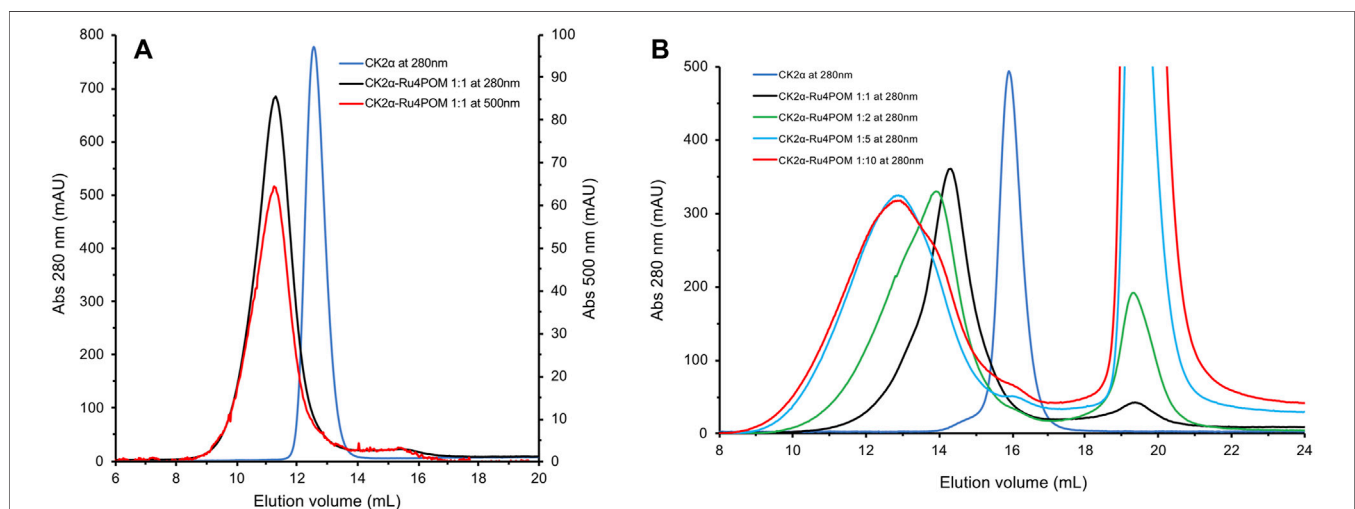 A
CK2α at 280nm
CK2α-Ru4POM 1:1 at 280nm
CK2α-Ru4POM 1:1 at 500nm
800
700
600
500
400
300
200
100
0
Abs 280 nm (mAU)
100
90
80
70
60
50
40
30
20
10
0
Abs 500 nm (mAU)
6 8 10 12 14 16 18 20
Elution volume (mL)
B
CK2α at 280nm
CK2α-Ru4POM 1:1 at 280nm
CK2α-Ru4POM 1:2 at 280nm
CK2α-Ru4POM 1:5 at 280nm
CK2α-Ru4POM 1:10 at 280nm
500
400
300
200
100
0
Abs 280 nm (mAU)
8 10 12 14 16 18 20 22 24
Elution volume (mL)